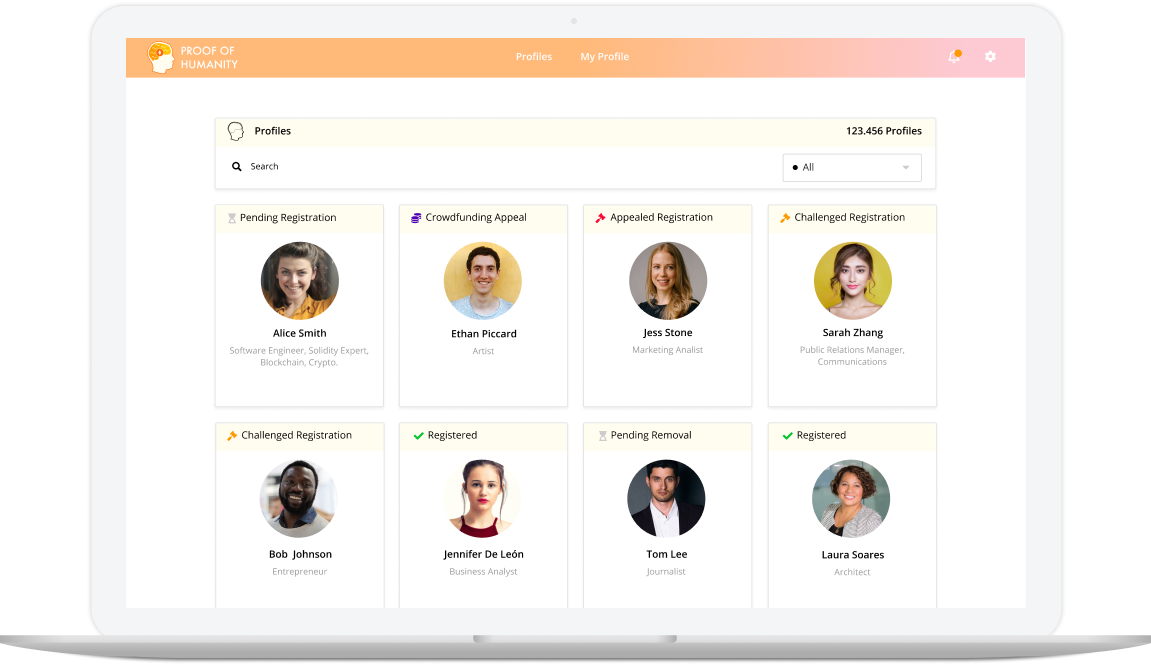 PROOF OF
HUMANITY
Profiles
My Profile
Profiles
123.456 Profiles
Search
All
Pending Registration
Crowdfunding Appeal
Appealed Registration
Challenged Registration
Alice Smith
Software Engineer, Solidity Expert,
Blockchain, Crypto.
Ethan Piccard
Artist
Jess Stone
Marketing Analist
Sarah Zhang
Public Relations Manager,
Communications
Challenged Registration
Registered
Pending Removal
Registered
Bob Johnson
Entrepreneur
Jennifer De León
Business Analyst
Tom Lee
Journalist
Laura Soares
Architect